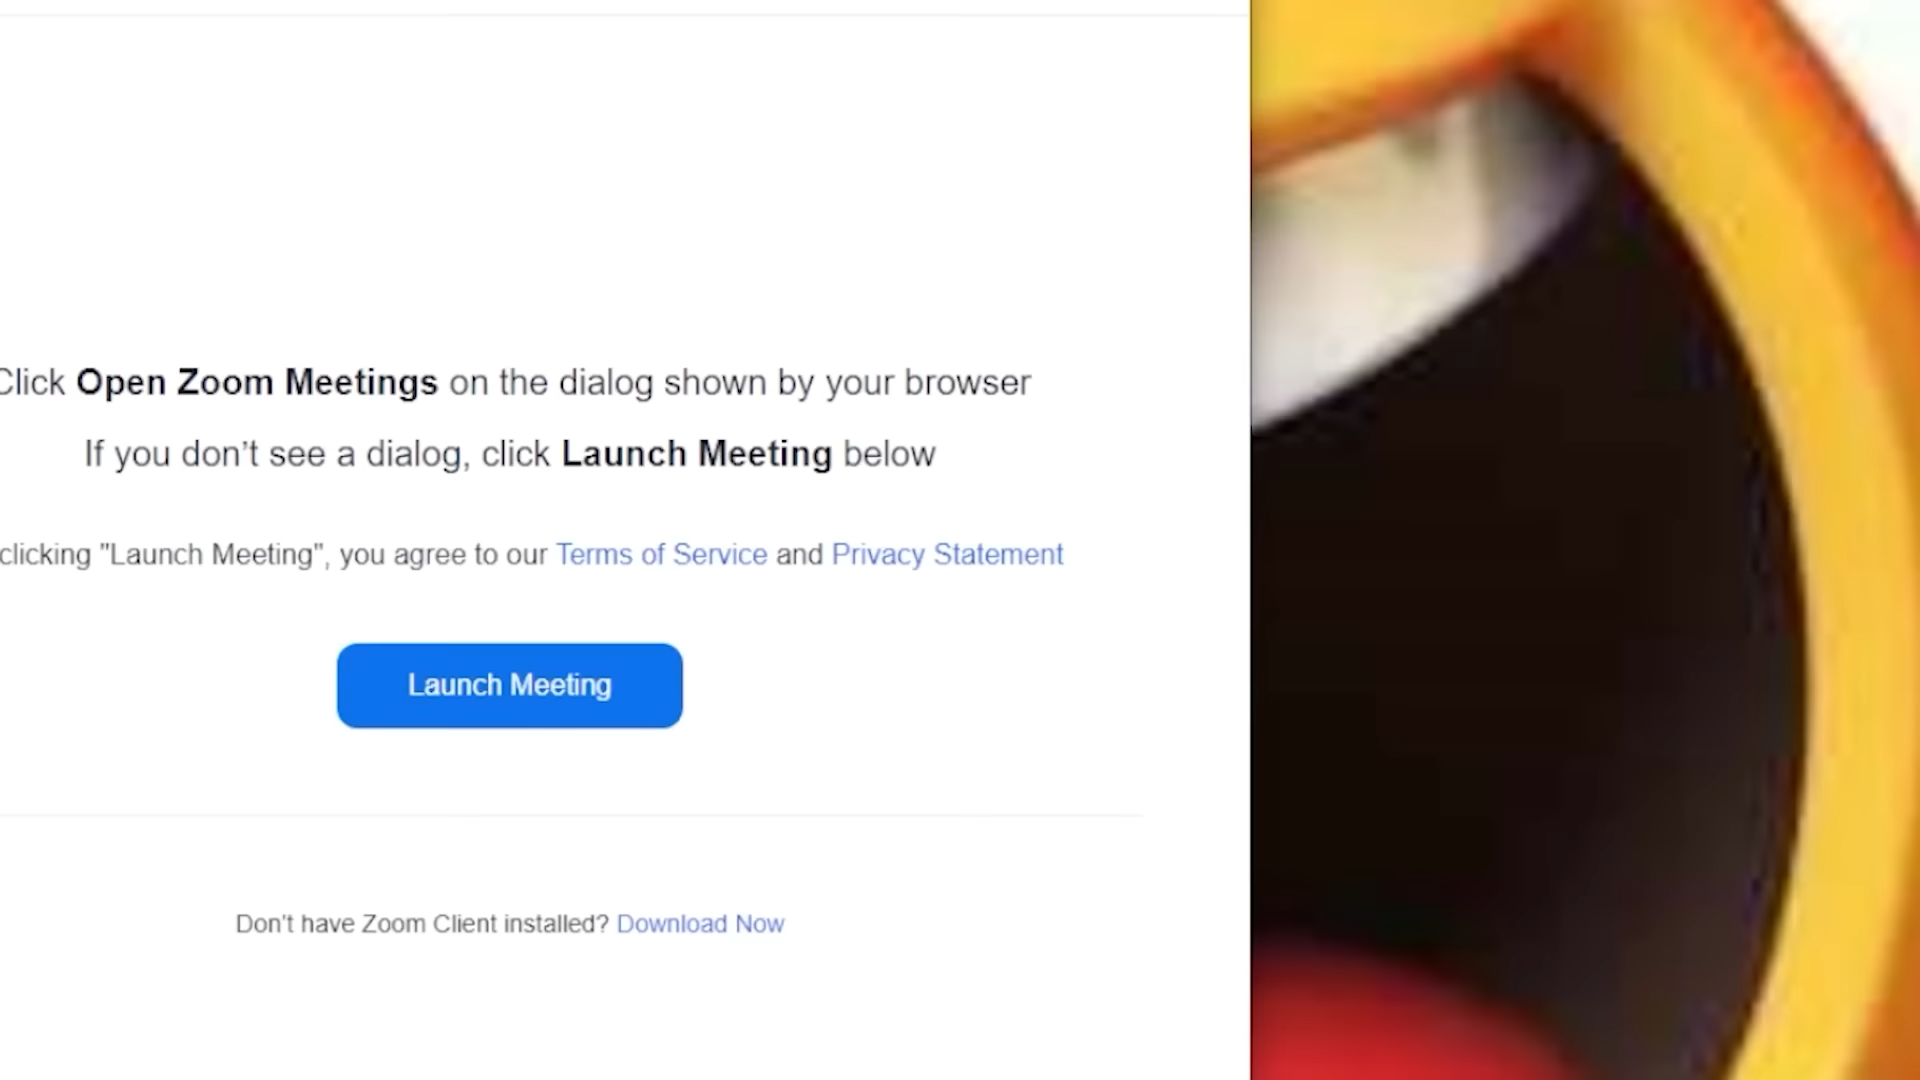 Click Open Zoom Meetings on the dialog shown by your browser
If you don’t see a dialog, click Launch Meeting below
clicking "Launch Meeting", you agree to our Terms of Service and Privacy Statement
Launch Meeting
Don't have Zoom Client installed? Download Now